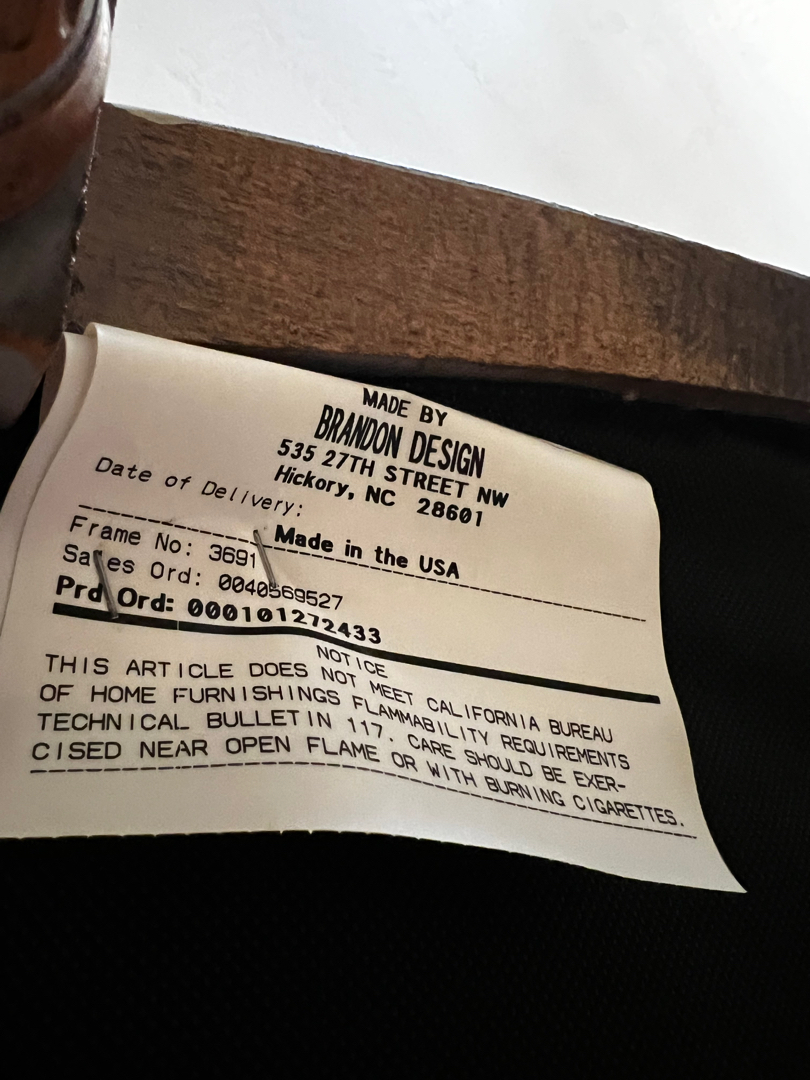 MADE BY
BRANDON DESIGN
535 27TH STREET NW
Hickory, NC 28601
Date of Delivery:
Made in the USA
Frame No: 3691
Sales Ord: 0040569527
Prd Ord: 000101272433
NOTICE
THIS ARTICLE DOES NOT MEET CALIFORNIA BUREAU
OF HOME FURNISHINGS FLAMMABILITY REQUIREMENTS
TECHNICAL BULLETIN 117. CARE SHOULD BE EXER-
CISED NEAR OPEN FLAME OR WITH BURNING CIGARETTES.